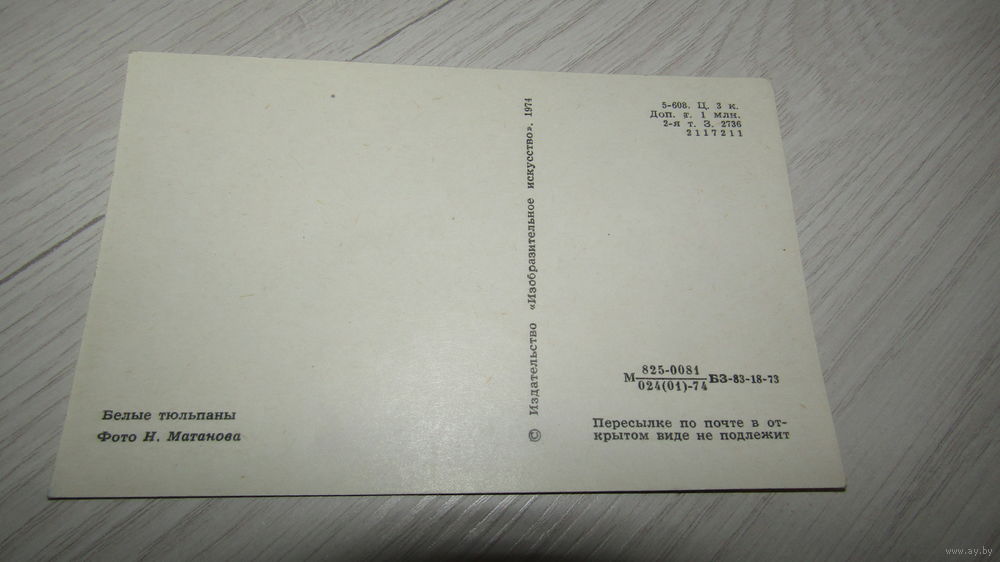 5-608. Ц. 3 к.
Доп. т. 1 млн.
2-я т. З. 2736
2117211
© Издательство «Изобразительное искусство». 1974
М 825-0081 / 024(01)-74 БЗ-83-18-73
Белые тюльпаны
Фото Н. Матанова
Пересылке по почте в от-
крытом виде не подлежит
www.ay.by